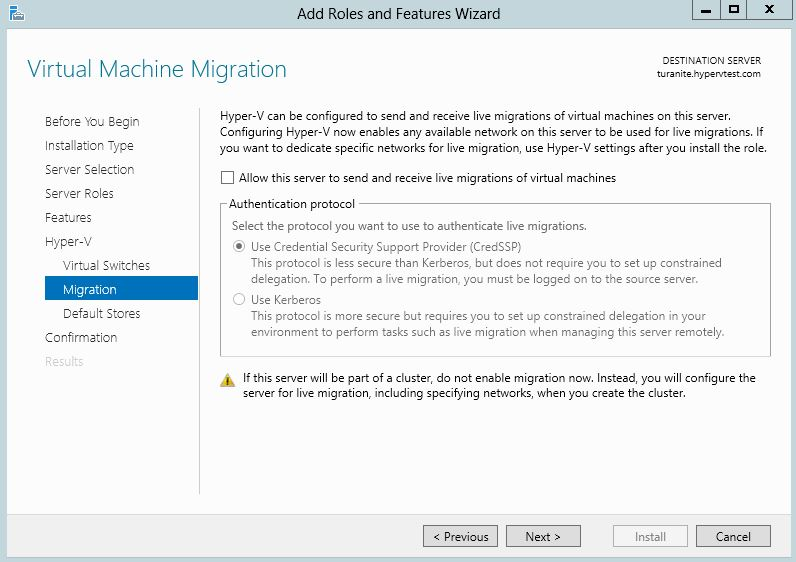 Add Roles and Features Wizard
Virtual Machine Migration
DESTINATION SERVER
turanite.hypervtest.com
Before You Begin
Installation Type
Server Selection
Server Roles
Features
Hyper-V
Virtual Switches
Migration
Default Stores
Confirmation
Results
Hyper-V can be configured to send and receive live migrations of virtual machines on this server.
Configuring Hyper-V now enables any available network on this server to be used for live migrations. If
you want to dedicate specific networks for live migration, use Hyper-V settings after you install the role.
Allow this server to send and receive live migrations of virtual machines
Authentication protocol
Select the protocol you want to use to authenticate live migrations.
Use Credential Security Support Provider (CredSSP)
This protocol is less secure than Kerberos, but does not require you to set up constrained
delegation. To perform a live migration, you must be logged on to the source server.
Use Kerberos
This protocol is more secure but requires you to set up constrained delegation in your
environment to perform tasks such as live migration when managing this server remotely.
If this server will be part of a cluster, do not enable migration now. Instead, you will configure the
server for live migration, including specifying networks, when you create the cluster.
< Previous
Next >
Install
Cancel